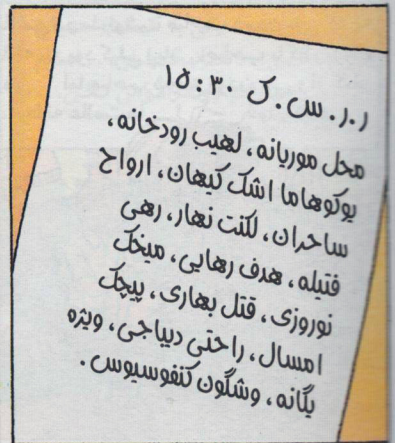 ر.ر. س. ک ۱۵:۳۰
محل موریانه، لهیب رودخانه،
یوکوهاما اشک کیهان، ارواح
ساحران، لکنت نهار، رهی
فتیله، هدف رهایی، میخک
نوروزی، قتل بهاری، پیچک
امسال، راحتی دیباجی، ویژه
یگانه، وشگون کنفوسیوس.